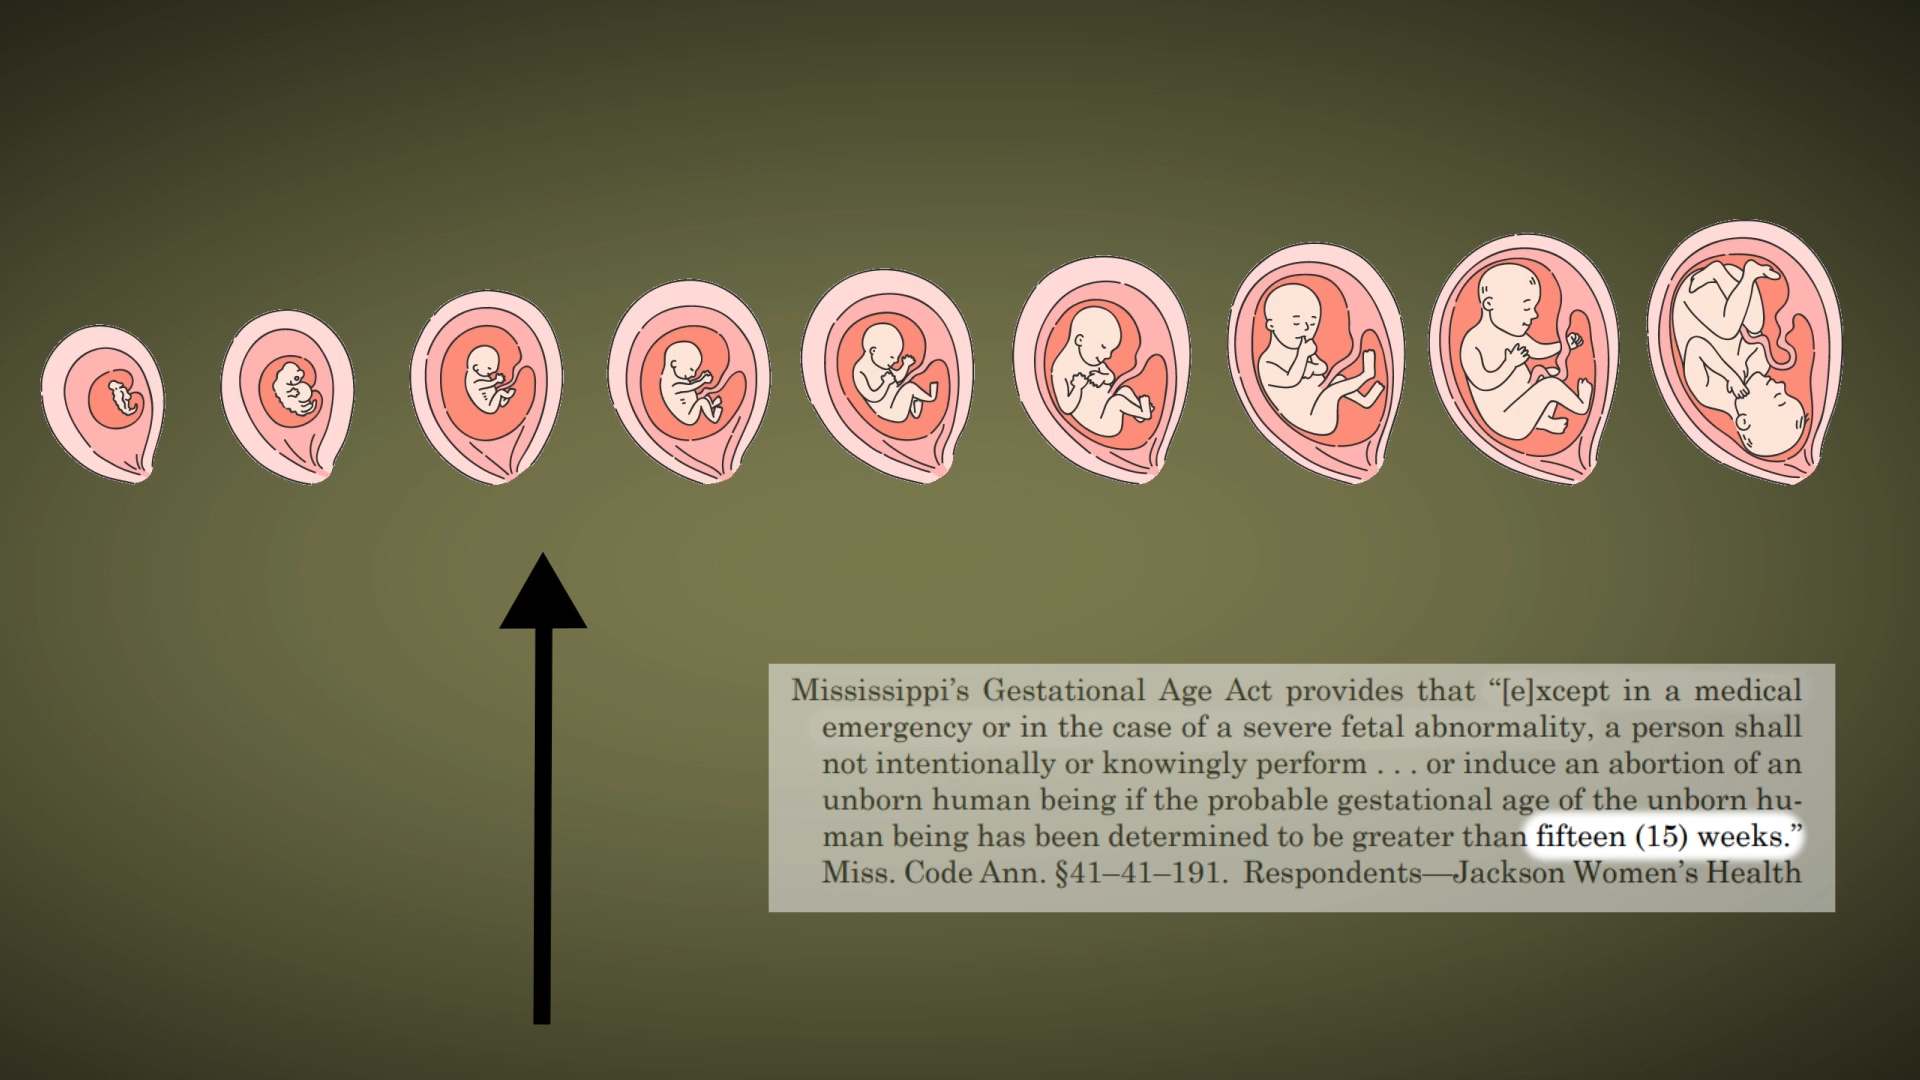 Mississippi’s Gestational Age Act provides that “[e]xcept in a medical
emergency or in the case of a severe fetal abnormality, a person shall
not intentionally or knowingly perform . . . or induce an abortion of an
unborn human being if the probable gestational age of the unborn hu-
man being has been determined to be greater than fifteen (15) weeks.”
Miss. Code Ann. §41–41–191. Respondents—Jackson Women’s Health